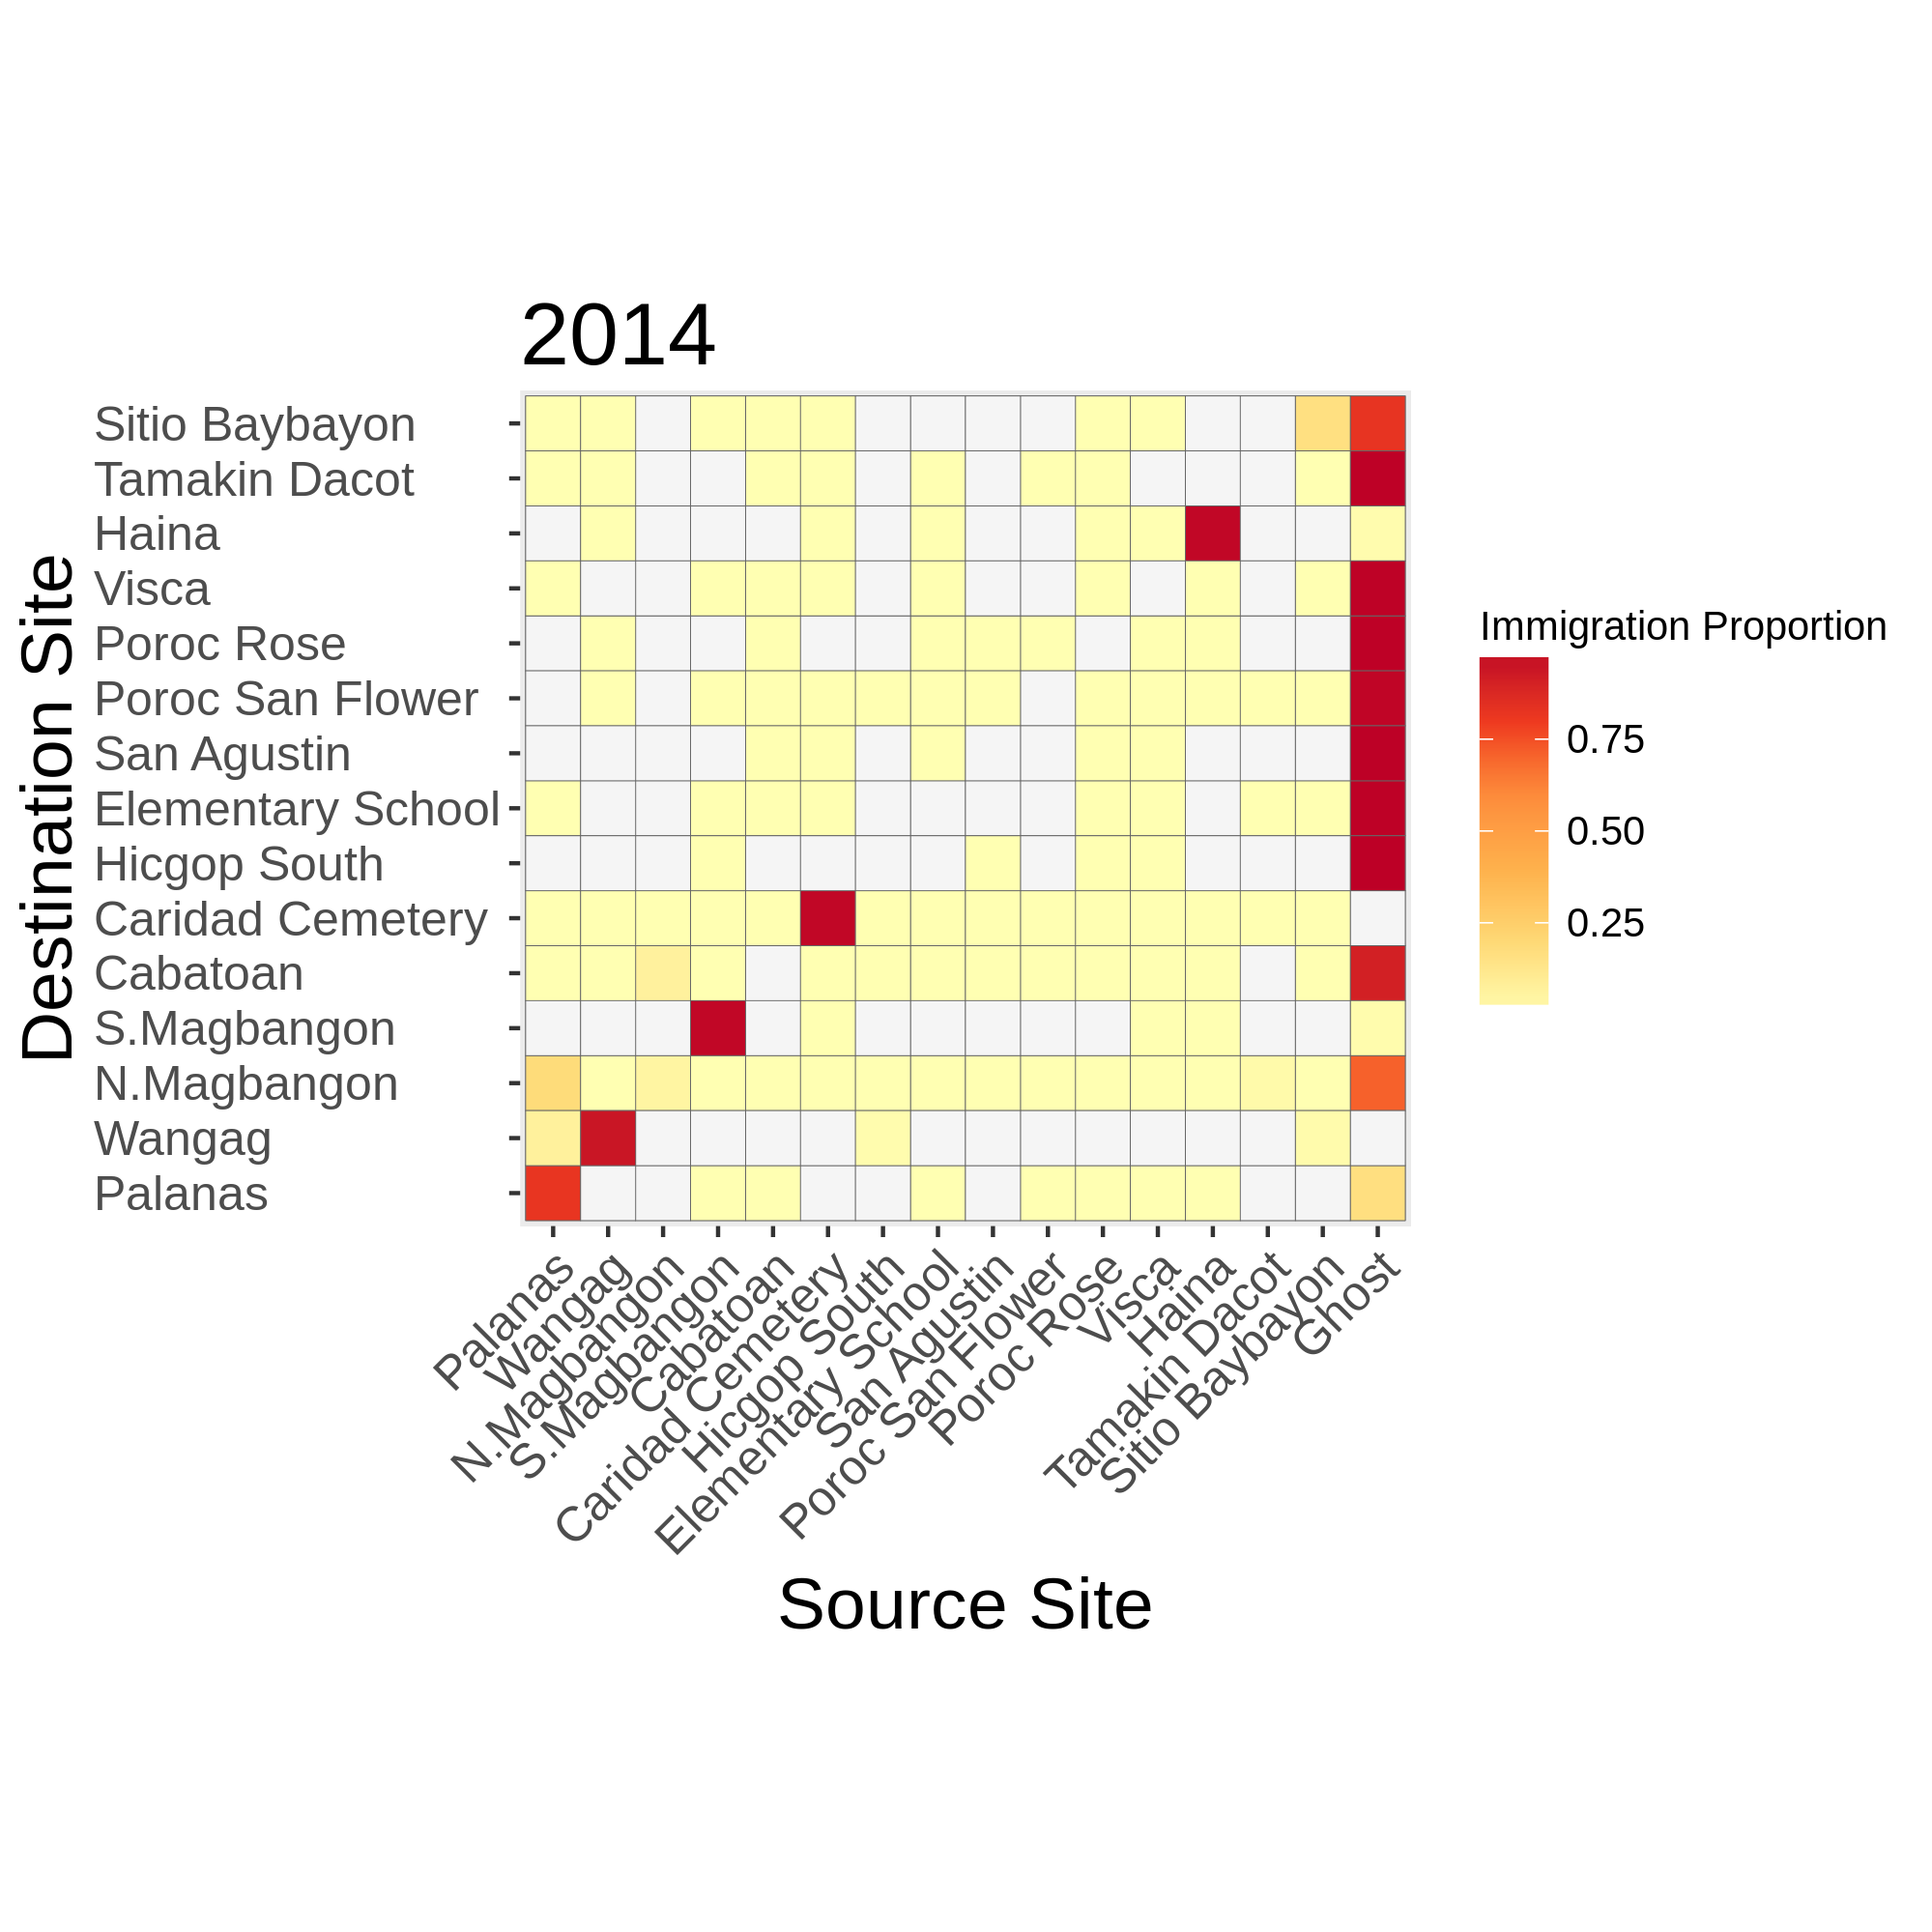 2014
Destination Site
Sitio Baybayon
Tamakin Dacot
Haina
Visca
Poroc Rose
Poroc San Flower
San Agustin
Elementary School
Hicgop South
Caridad Cemetery
Cabatoan
S.Magbangon
N.Magbangon
Wangag
Palanas
Palanas
Wangag
N.Magbangon
S.Magbangon
Cabatoan
Caridad Cemetery
Hicgop South
Elementary School
San Agustin
Poroc San Flower
Poroc Rose
Visca
Haina
Tamakin Dacot
Sitio Baybayon
Ghost
Source Site
Immigration Proportion
0.75
0.50
0.25